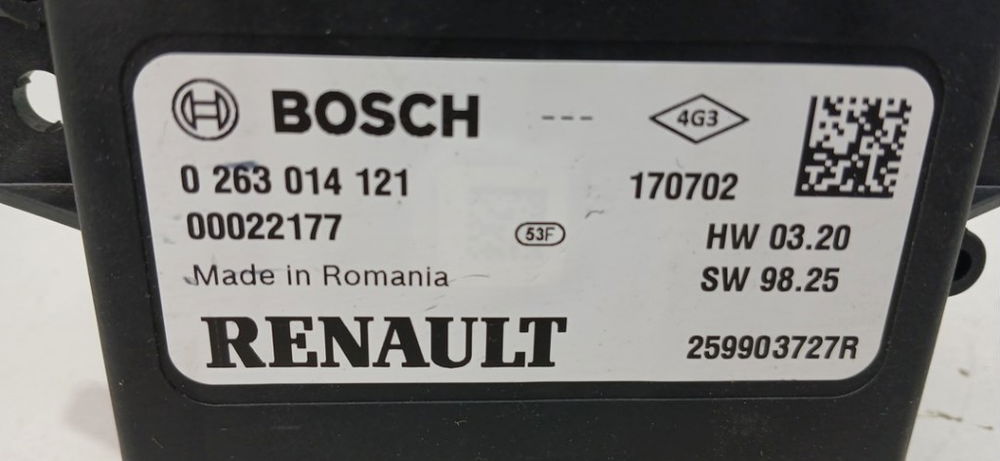 BOSCH --- 4G3
0 263 014 121 170702
00022177 53F HW 03.20
Made in Romania SW 98.25
RENAULT 259903727R